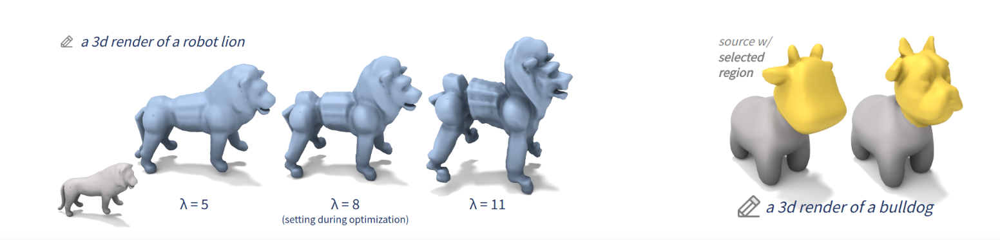 a 3d render of a robot lion
λ = 5
λ = 8
(setting during optimization)
λ = 11
source w/
selected
region
a 3d render of a bulldog